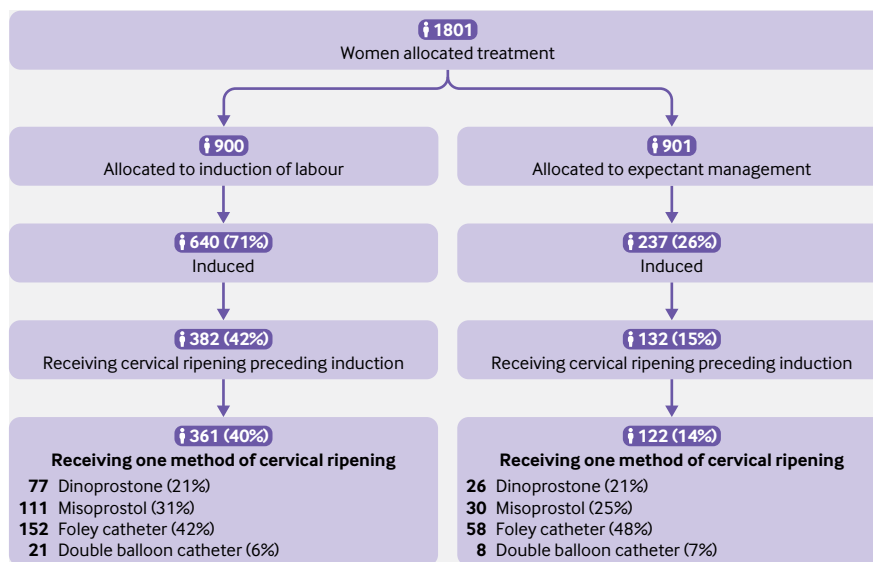 1801
Women allocated treatment
900
Allocated to induction of labour
901
Allocated to expectant management
640 (71%)
Induced
237 (26%)
Induced
382 (42%)
Receiving cervical ripening preceding induction
132 (15%)
Receiving cervical ripening preceding induction
361 (40%)
Receiving one method of cervical ripening
77 Dinoprostone (21%)
111 Misoprostol (31%)
152 Foley catheter (42%)
21 Double balloon catheter (6%)
122 (14%)
Receiving one method of cervical ripening
26 Dinoprostone (21%)
30 Misoprostol (25%)
58 Foley catheter (48%)
8 Double balloon catheter (7%)